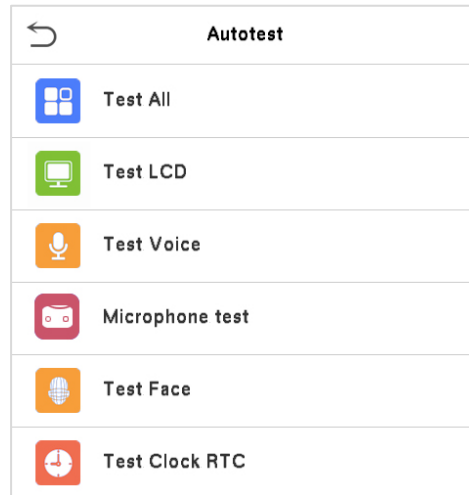 Autotest
Test All
Test LCD
Test Voice
Microphone test
Test Face
Test Clock RTC